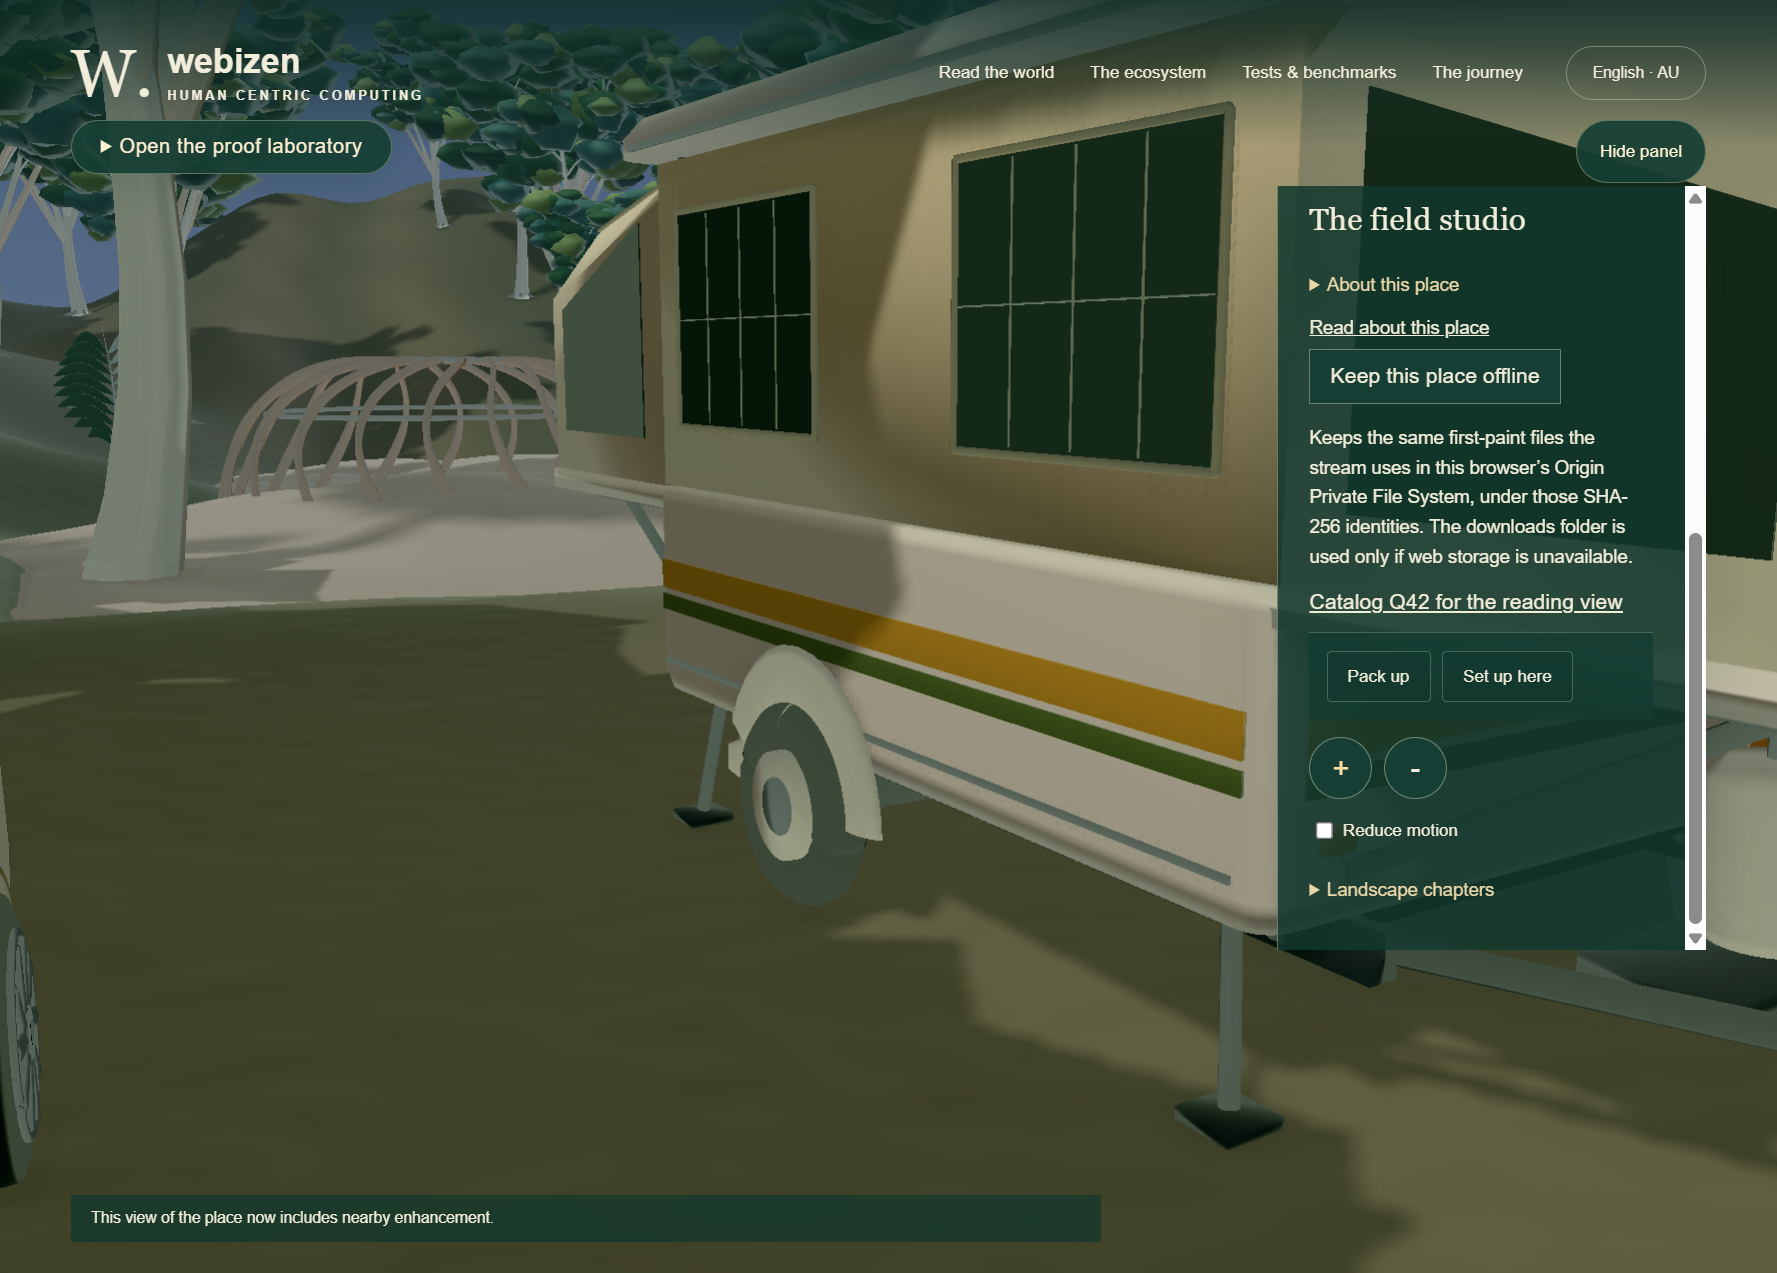 W.
webizen
HUMAN CENTRIC COMPUTING
Read the world
The ecosystem
Tests & benchmarks
The journey
English · AU
Open the proof laboratory
Hide panel
The field studio
About this place
Read about this place
Keep this place offline
Keeps the same first-paint files the
stream uses in this browser’s Origin
Private File System, under those SHA-
256 identities. The downloads folder is
used only if web storage is unavailable.
Catalog Q42 for the reading view
Pack up
Set up here
+
-
Reduce motion
Landscape chapters
This view of the place now includes nearby enhancement.